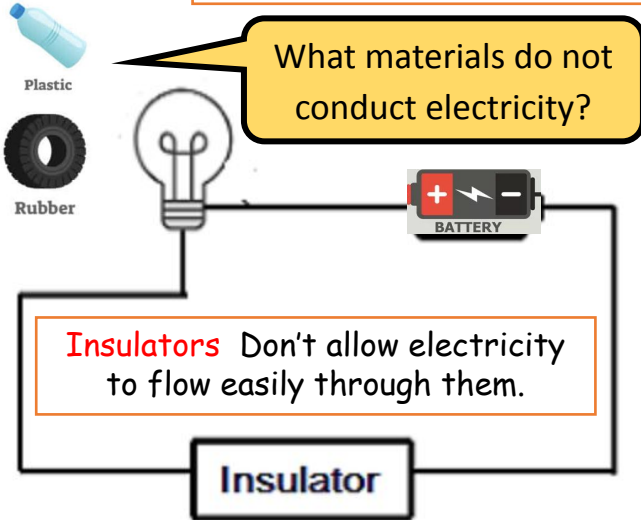 What materials do not
conduct electricity?
Plastic
Rubber
+ -
BATTERY
Insulators Don't allow electricity
to flow easily through them.
Insulator